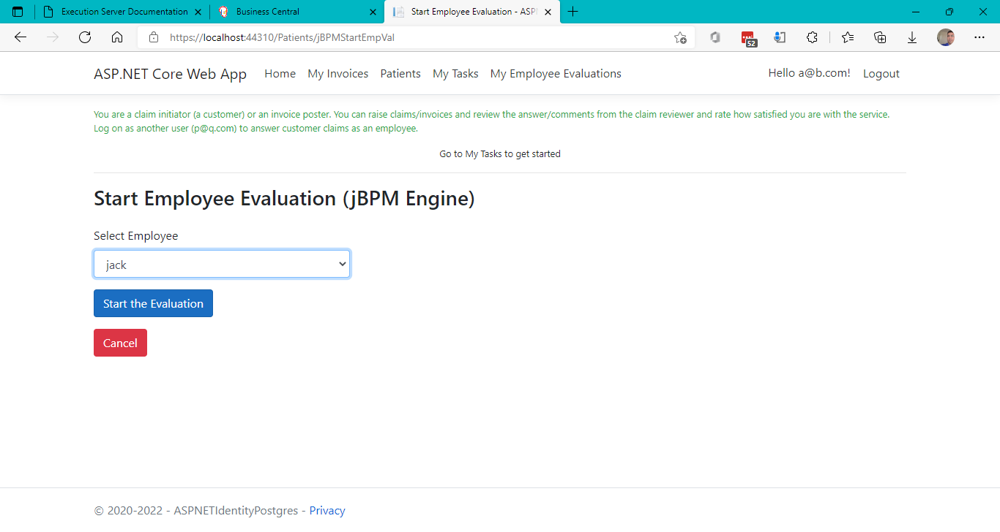 Execution Server Documentation
Business Central
Start Employee Evaluation - ASP
https://localhost:44310/Patients/jBPMStartEmpVal
52
ASP.NET Core Web App Home My Invoices Patients My Tasks My Employee Evaluations Hello a@b.com! Logout
You are a claim initiator (a customer) or an invoice poster. You can raise claims/invoices and review the answer/comments from the claim reviewer and rate how satisfied you are with the service.
Log on as another user (p@q.com) to answer customer claims as an employee.
Go to My Tasks to get started
Start Employee Evaluation (jBPM Engine)
Select Employee
jack
Start the Evaluation
Cancel
© 2020-2022 - ASPNETIdentityPostgres - Privacy